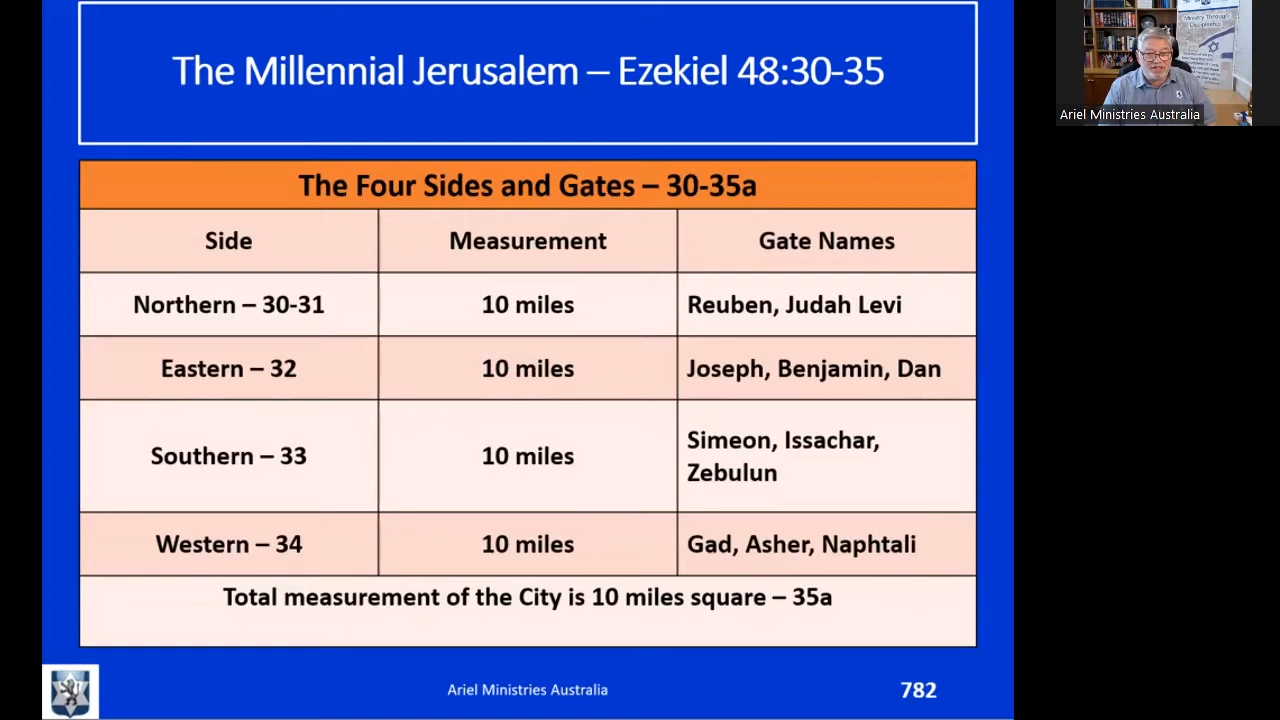 The Millennial Jerusalem – Ezekiel 48:30-35
The Four Sides and Gates – 30-35a
Side Measurement Gate Names
Northern – 30-31 10 miles Reuben, Judah Levi
Eastern – 32 10 miles Joseph, Benjamin, Dan
Southern – 33 10 miles Simeon, Issachar,
Zebulun
Western – 34 10 miles Gad, Asher, Naphtali
Total measurement of the City is 10 miles square – 35a
Ariel Ministries Australia
782
Ministry Through
Discipleship
Ariel Ministries Australia